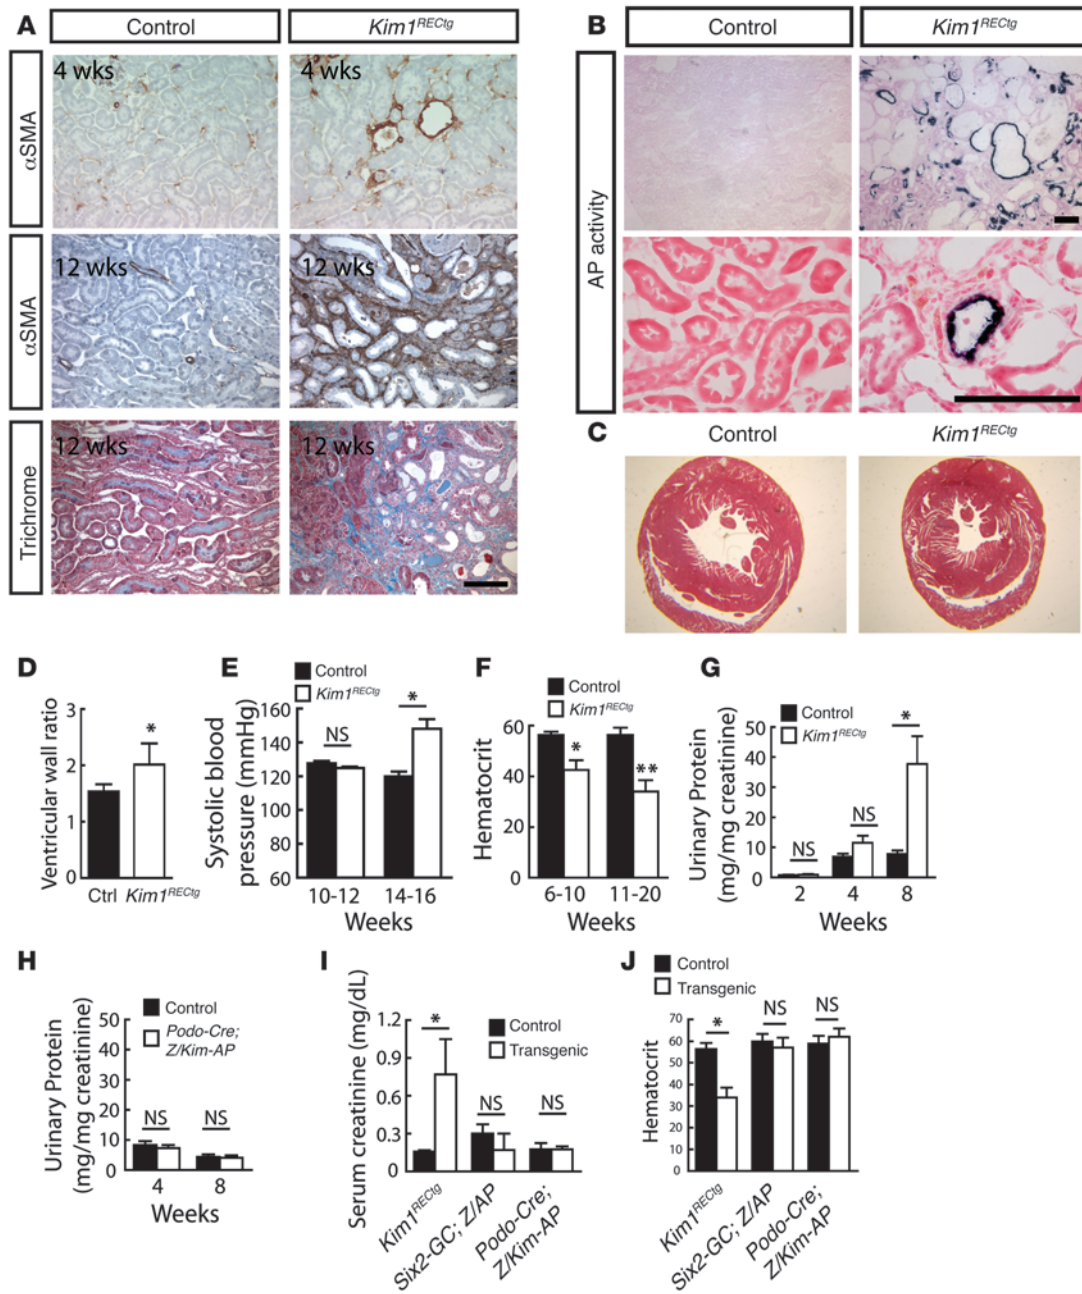 A
Control
Kim1RECtg
αSMA
4 wks
4 wks
αSMA
12 wks
12 wks
Trichrome
12 wks
12 wks
B
Control
Kim1RECtg
AP activity
C
Control
Kim1RECtg
D
Ventricular wall ratio
3
2
1
0
*
Ctrl Kim1RECtg
E
Control
Kim1RECtg
Systolic blood
pressure (mmHg)
160
140
120
100
80
60
NS
*
10-12
14-16
Weeks
F
Control
Kim1RECtg
Hematocrit
60
40
20
0
*
**
6-10
11-20
Weeks
G
Control
Kim1RECtg
Urinary Protein
(mg/mg creatinine)
50
40
30
20
10
0
NS
NS
*
2
4
8
Weeks
H
Control
Podo-Cre;
Z/Kim-AP
Urinary Protein
(mg/mg creatinine)
50
40
30
20
10
0
NS
NS
4
8
Weeks
I
Control
Transgenic
Serum creatinine (mg/dL)
1.2
0.9
0.6
0.3
0
*
NS
NS
Kim1RECtg
Six2-GC; Z/AP
Podo-Cre;
Z/Kim-AP
J
Control
Transgenic
Hematocrit
70
60
50
40
30
20
10
0
*
NS
NS
Kim1RECtg
Six2-GC; Z/AP
Podo-Cre;
Z/Kim-AP